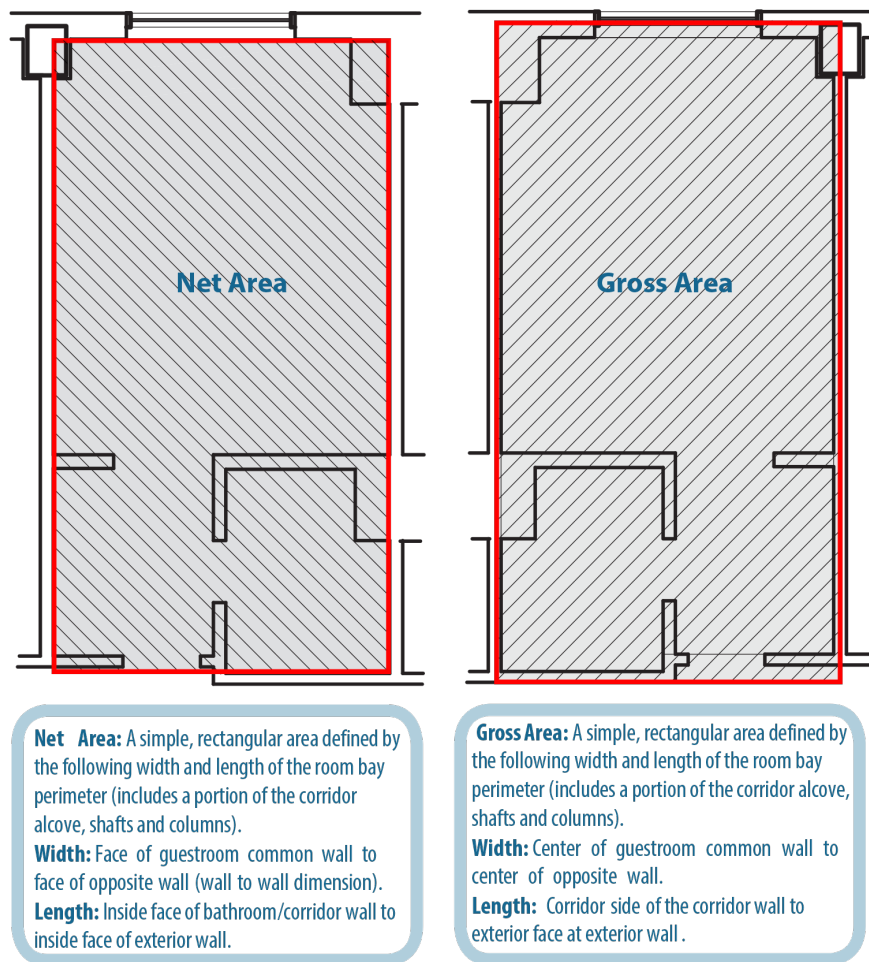 Net Area
Gross Area
Net Area: A simple, rectangular area defined by
the following width and length of the room bay
perimeter (includes a portion of the corridor
alcove, shafts and columns).
Width: Face of guestroom common wall to
face of opposite wall (wall to wall dimension).
Length: Inside face of bathroom/corridor wall to
inside face of exterior wall.
Gross Area: A simple, rectangular area defined by
the following width and length of the room bay
perimeter (includes a portion of the corridor alcove,
shafts and columns).
Width: Center of guestroom common wall to
center of opposite wall.
Length: Corridor side of the corridor wall to
exterior face at exterior wall .